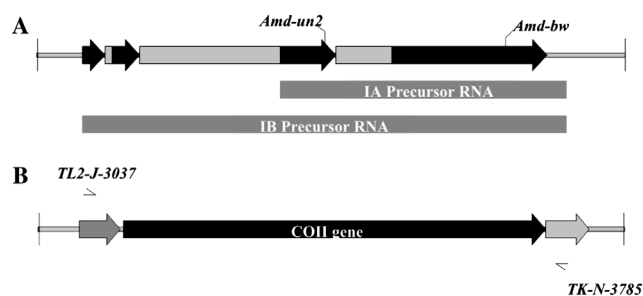 A
Amd-un2
Amd-bw
IA Precursor RNA
IB Precursor RNA
B
TL2-J-3037
COII gene
TK-N-3785